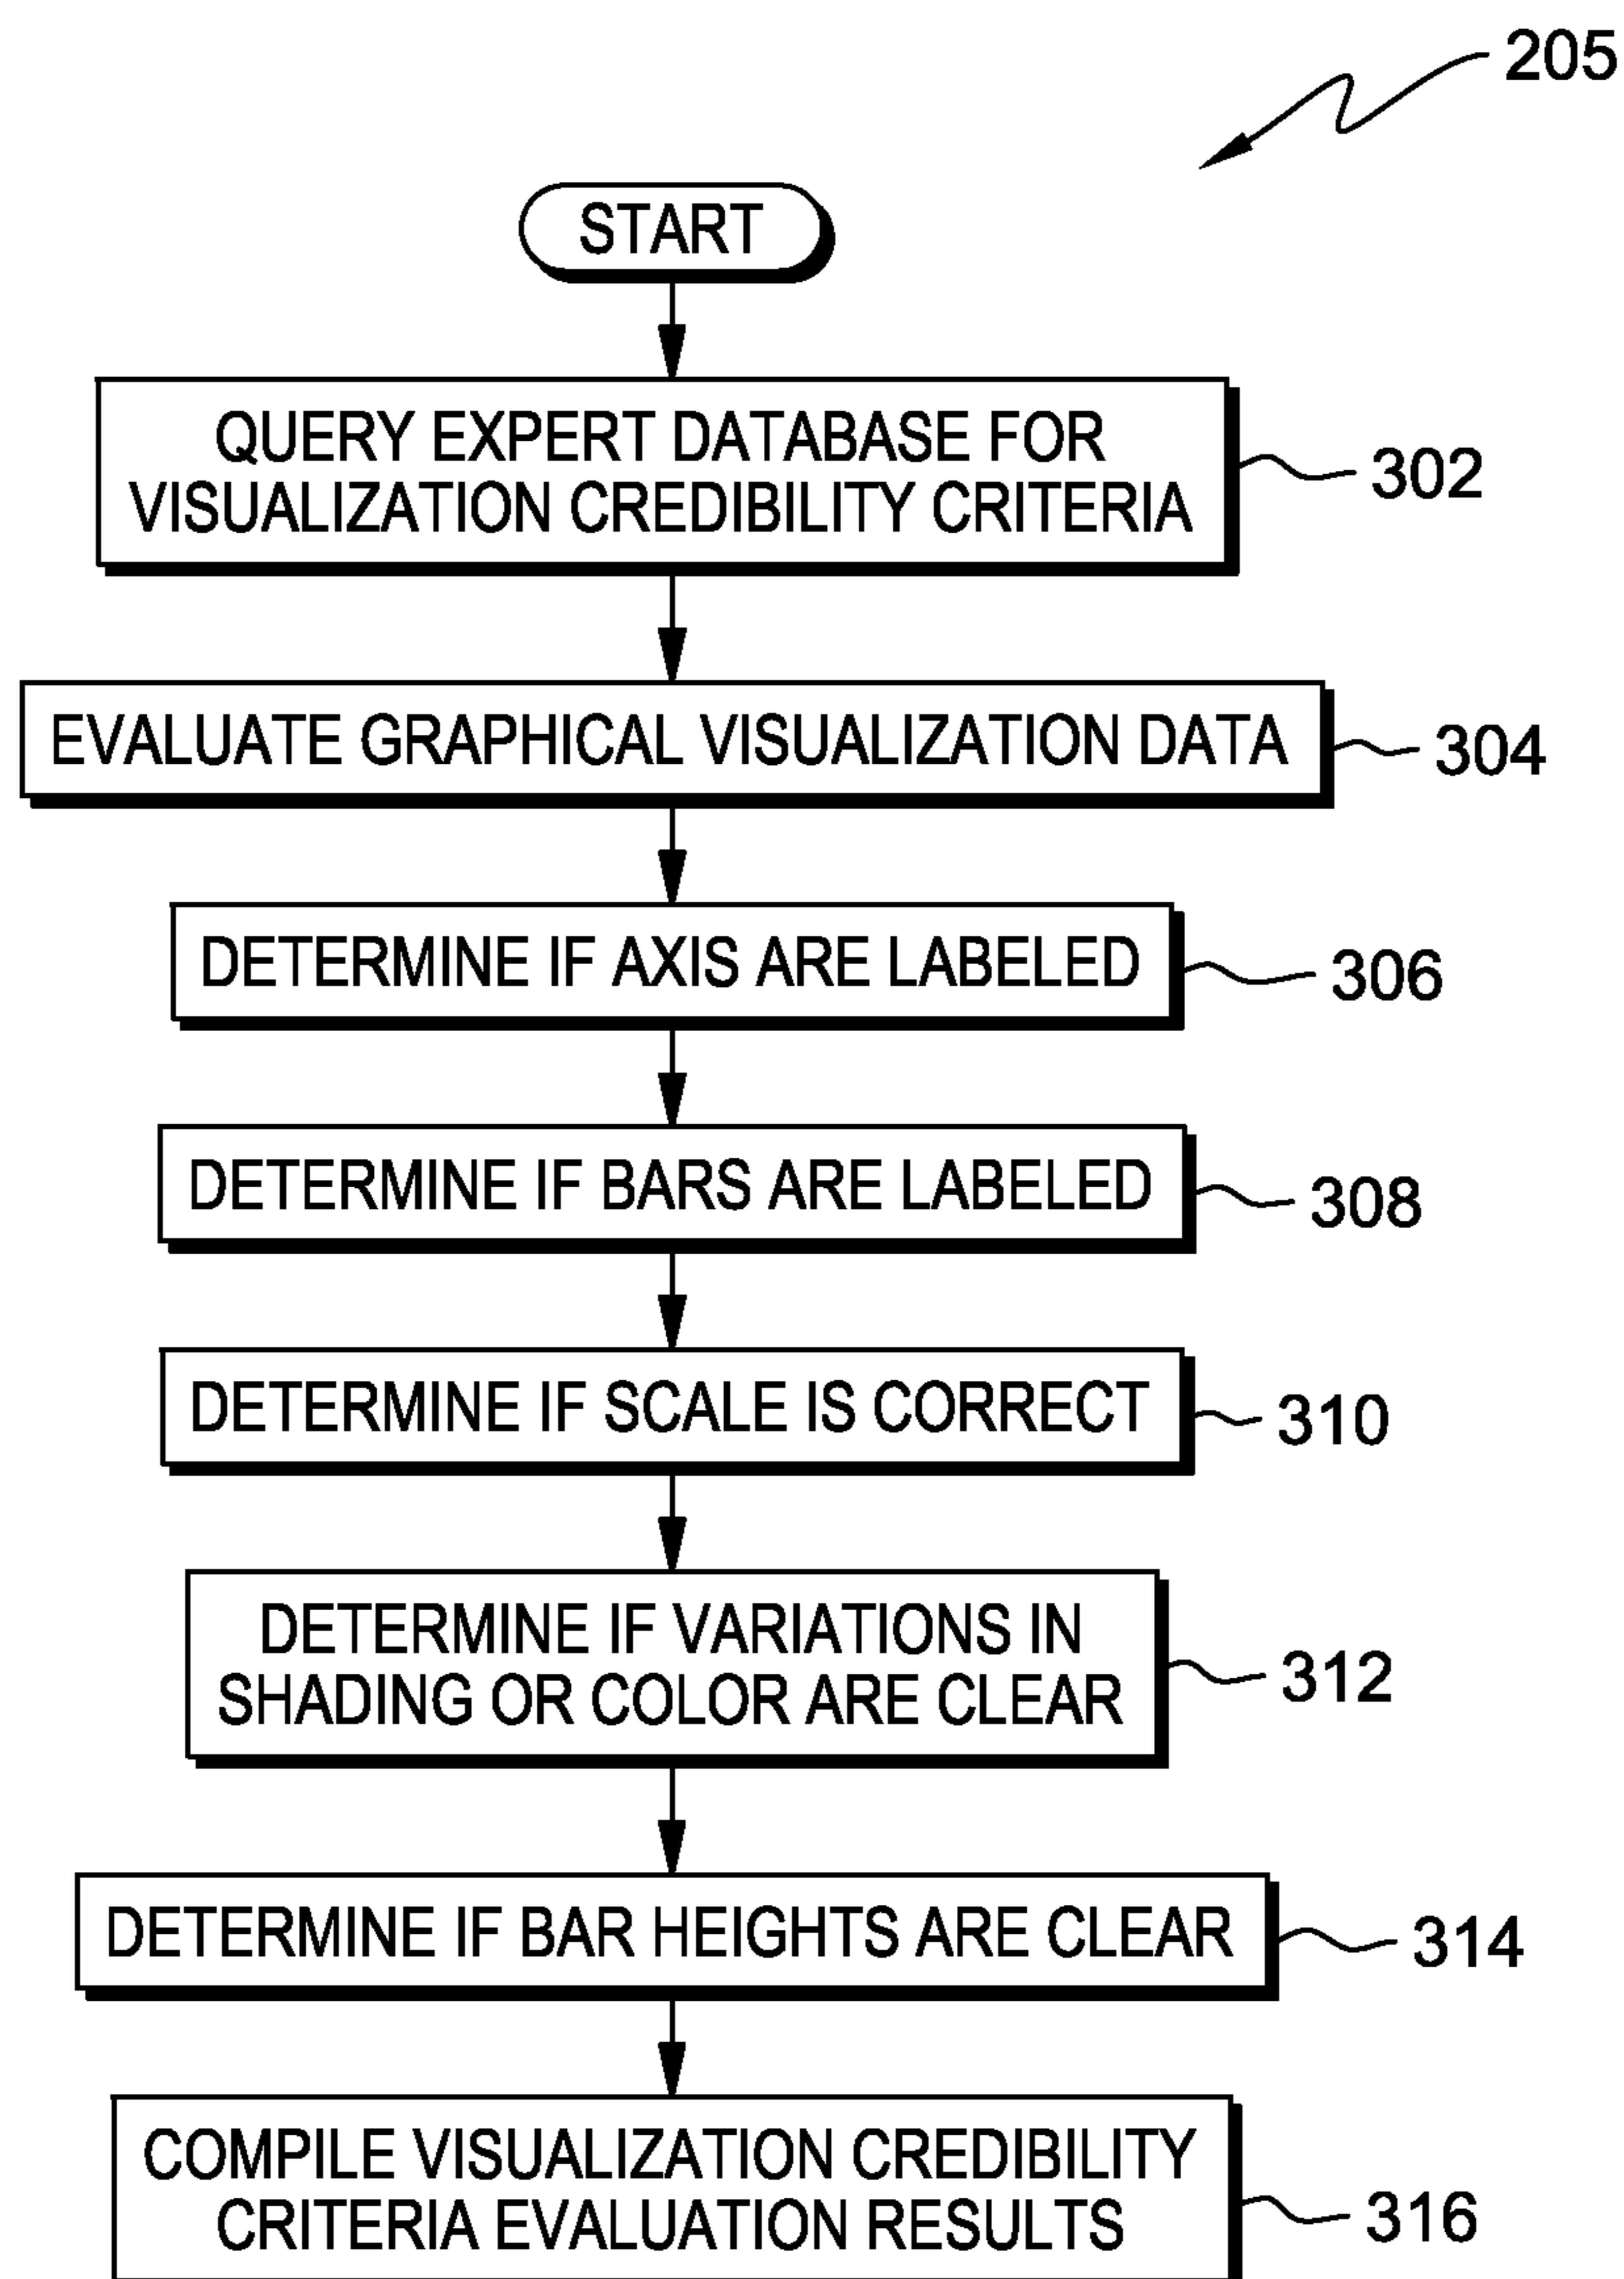 205
START
QUERY EXPERT DATABASE FOR
VISUALIZATION CREDIBILITY CRITERIA
302
EVALUATE GRAPHICAL VISUALIZATION DATA
304
DETERMINE IF AXIS ARE LABELED
306
DETERMINE IF BARS ARE LABELED
308
DETERMINE IF SCALE IS CORRECT
310
DETERMINE IF VARIATIONS IN
SHADING OR COLOR ARE CLEAR
312
DETERMINE IF BAR HEIGHTS ARE CLEAR
314
COMPILE VISUALIZATION CREDIBILITY
CRITERIA EVALUATION RESULTS
316